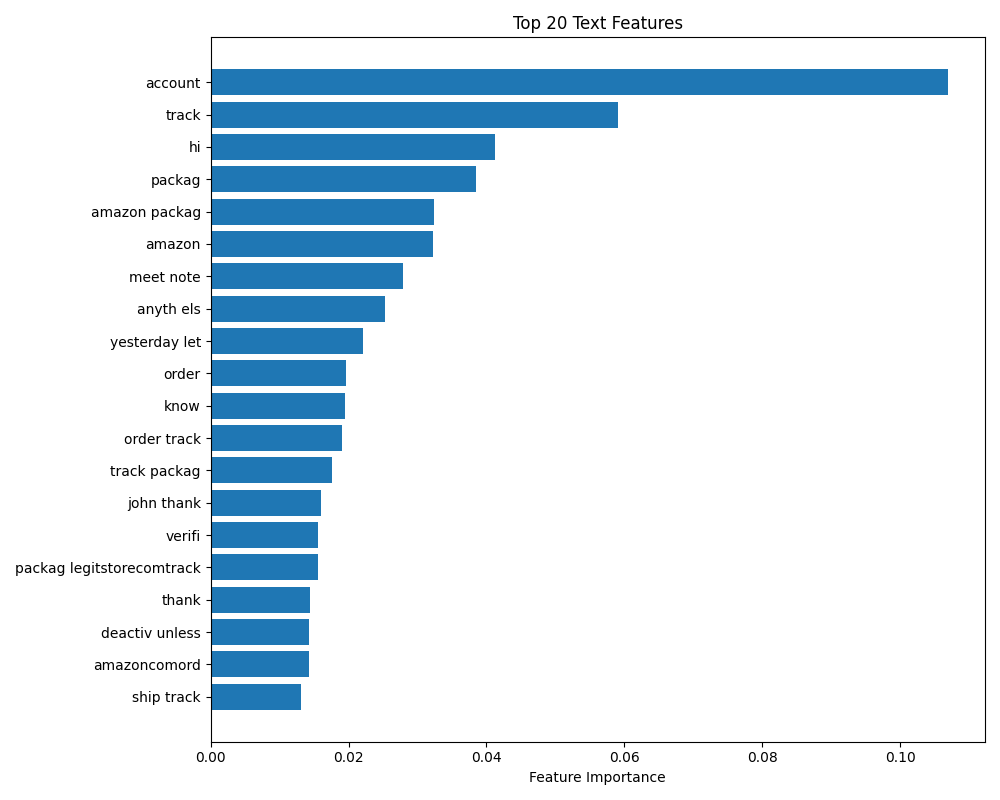 Top 20 Text Features
account
track
hi
packag
amazon packag
amazon
meet note
anyth els
yesterday let
order
know
order track
track packag
john thank
verifi
packag legitstorecomtrack
thank
deactiv unless
amazoncomord
ship track
0.00 0.02 0.04 0.06 0.08 0.10
Feature Importance